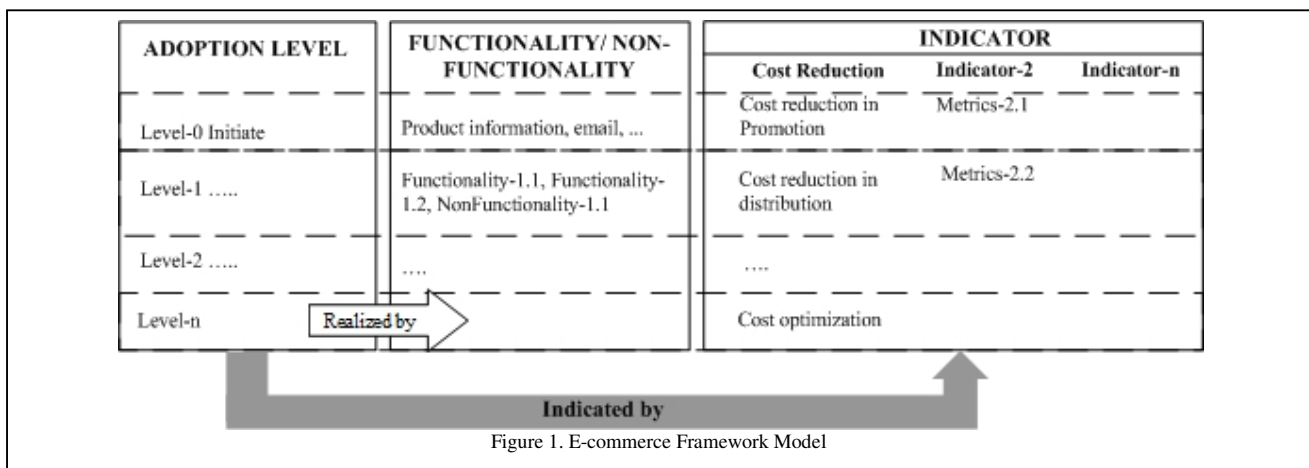 ADOPTION LEVEL
FUNCTIONALITY/ NON-
FUNCTIONALITY
INDICATOR
Cost Reduction Indicator-2 Indicator-n
Level-0 Initiate
Product information, email, ...
Cost reduction in
Promotion
Metrics-2.1
Level-1 .....
Functionality-1.1, Functionality-
1.2, NonFunctionality-1.1
Cost reduction in
distribution
Metrics-2.2
Level-2 .....
....
....
Level-n
Realized by
Cost optimization
Indicated by
Figure 1. E-commerce Framework Model